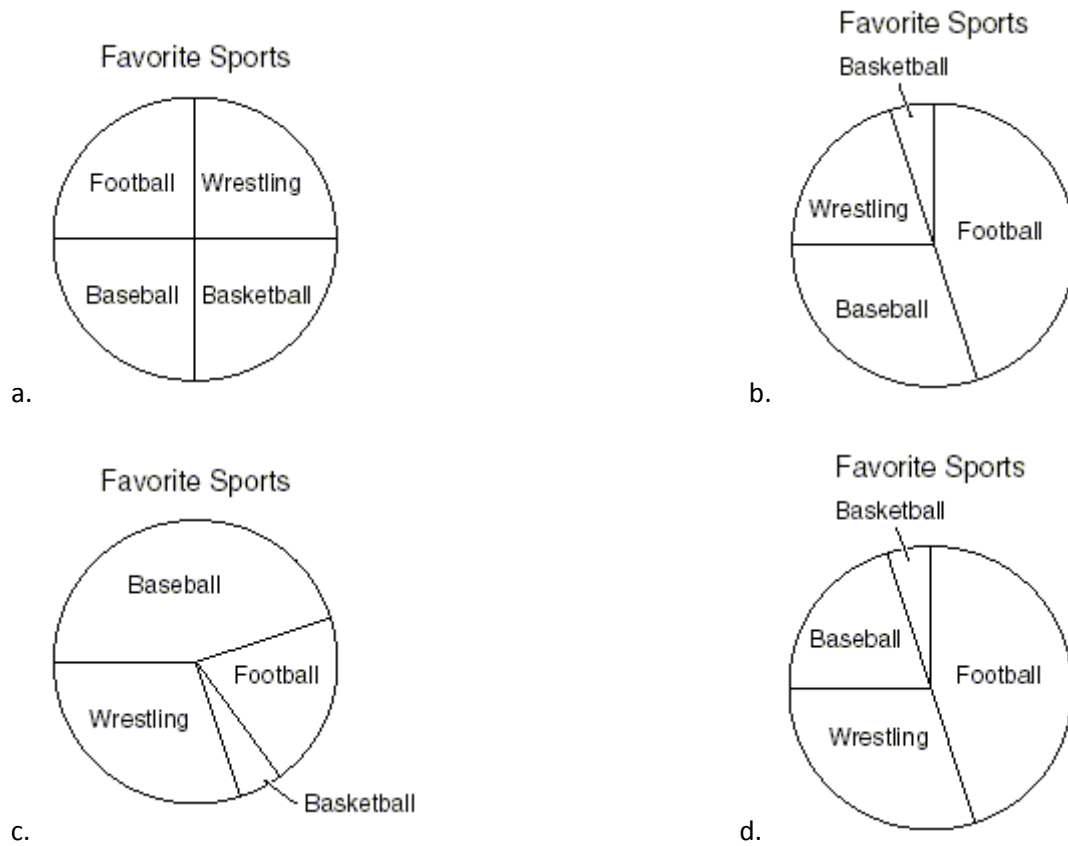 Favorite Sports
Football
Wrestling
Baseball
Basketball
a.
Favorite Sports
Basketball
Wrestling
Football
Baseball
b.
Favorite Sports
Baseball
Football
Wrestling
Basketball
c.
Favorite Sports
Basketball
Baseball
Football
Wrestling
d.